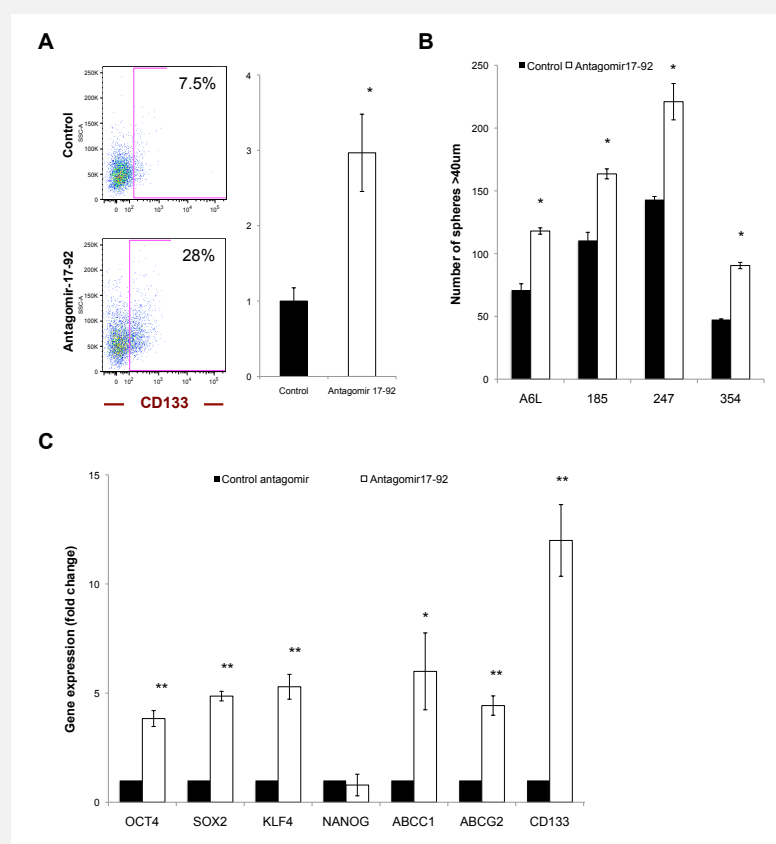 A
Control
SSC-A
250K
200K
150K
100K
50K
0
7.5%
0 10² 10³ 10⁴ 10⁵
Antagomir-17-92
SSC-A
250K
200K
150K
100K
50K
0
28%
0 10² 10³ 10⁴ 10⁵
CD133
4
3
2
1
0
*
Control Antagomir 17-92
B
Control Antagomir17-92
Number of spheres >40um
250
200
150
100
50
0
* * * *
A6L 185 247 354
C
Control antagomir Antagomir17-92
Gene expression (fold change)
15
10
5
0
** ** ** * ** **
OCT4 SOX2 KLF4 NANOG ABCC1 ABCG2 CD133